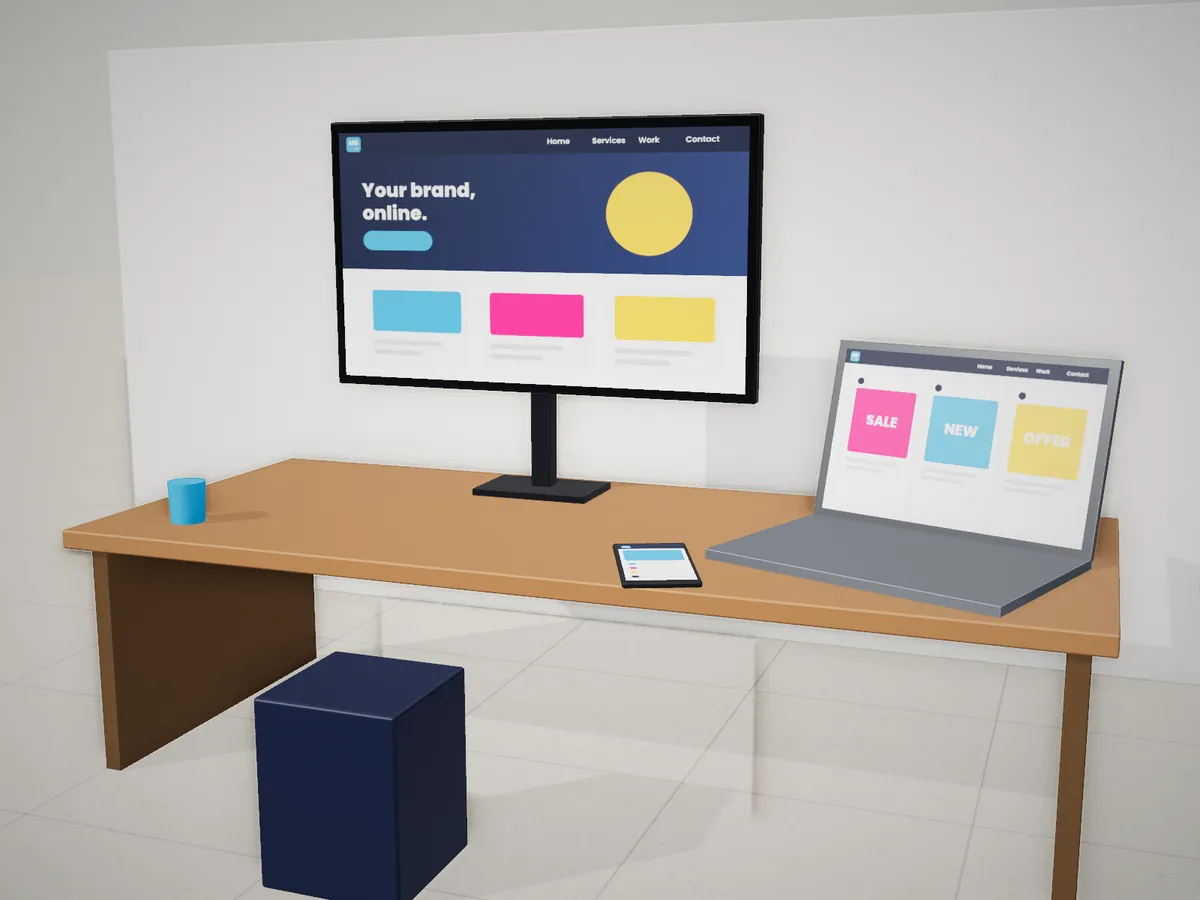 Home Services Work Contact
Your brand,
online.
Home Services Work Contact
SALE
NEW
OFFER